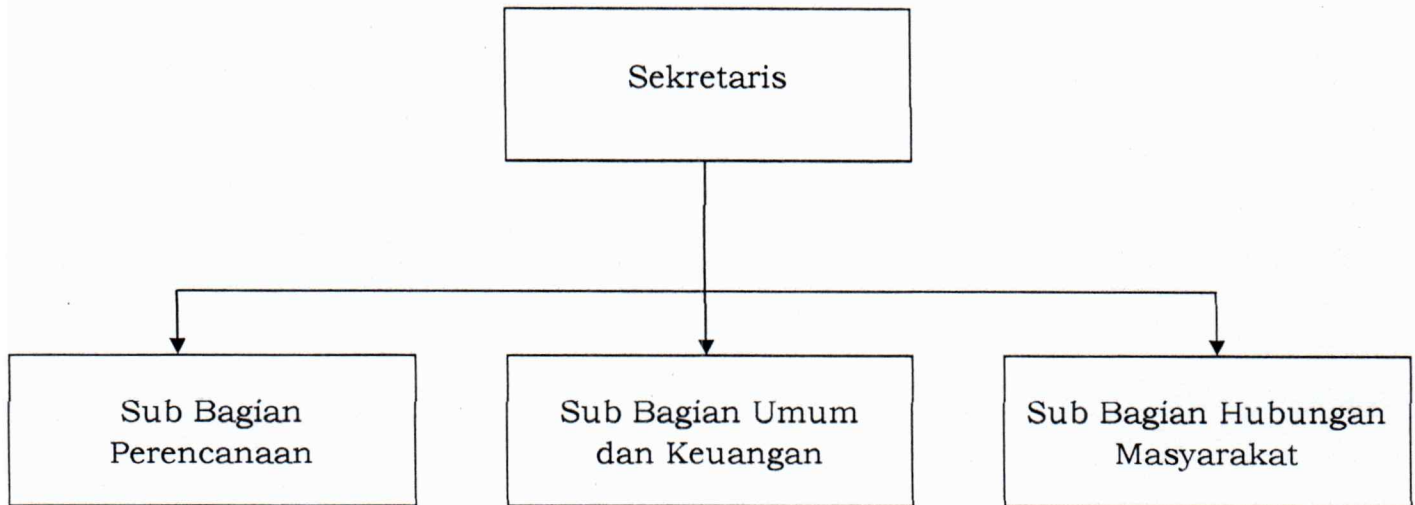 Sekretaris
Sub Bagian
Perencanaan
Sub Bagian Umum
dan Keuangan
Sub Bagian Hubungan
Masyarakat